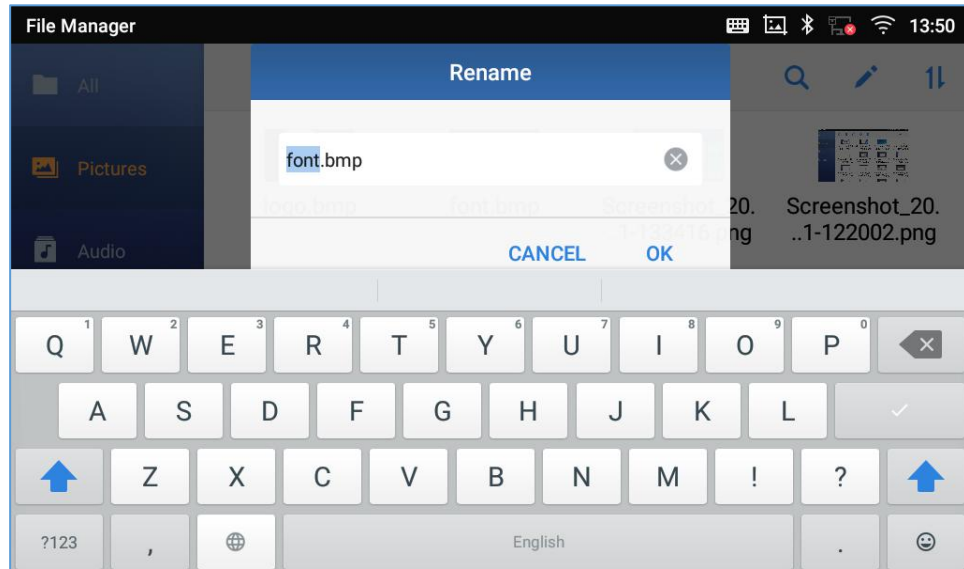 File Manager
13:50
All
Rename
Pictures
font.bmp
logo.bmp
font.bmp
Screenshot_20.
..1-133416.png
Screenshot_20.
..1-122002.png
Audio
CANCEL
OK
Q 1 W 2 E 3 R 4 T 5 Y 6 U 7 I 8 O 9 P 0
A S D F G H J K L
Z X C V B N M ! ?
?123 , English .